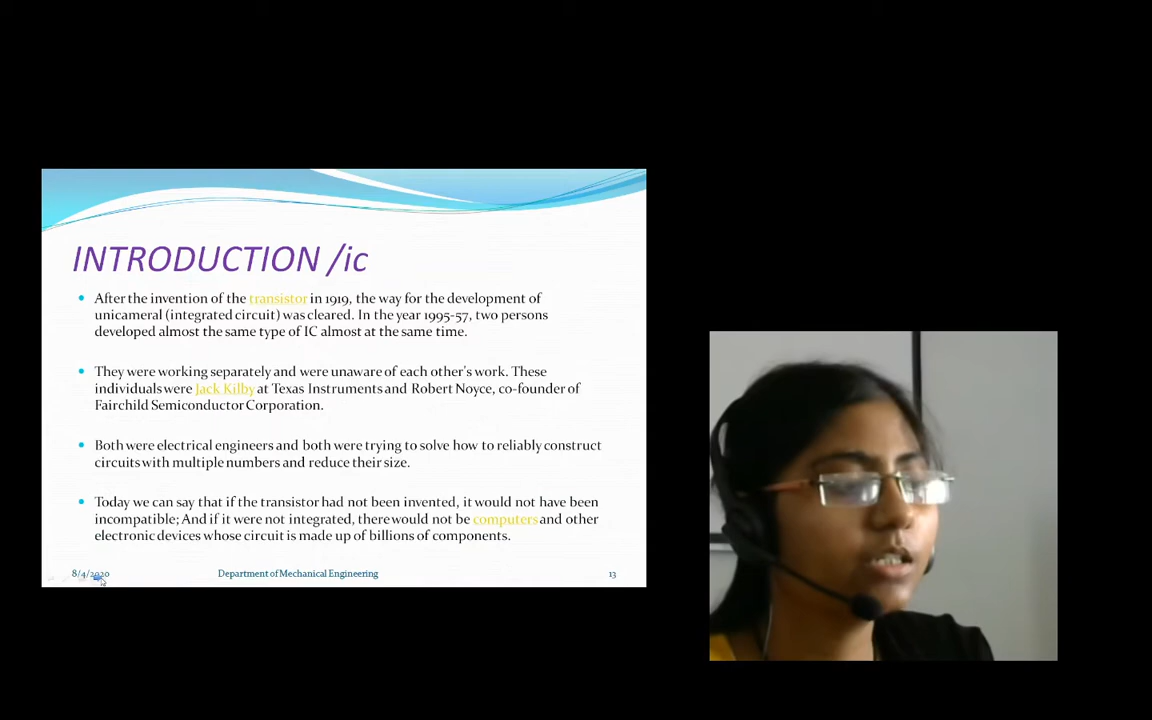 INTRODUCTION /ic
After the invention of the transistor in 1919, the way for the development of
unicameral (integrated circuit) was cleared. In the year 1995-57, two persons
developed almost the same type of IC almost at the same time.
They were working separately and were unaware of each other's work. These
individuals were Jack Kilby at Texas Instruments and Robert Noyce, co-founder of
Fairchild Semiconductor Corporation.
Both were electrical engineers and both were trying to solve how to reliably construct
circuits with multiple numbers and reduce their size.
Today we can say that if the transistor had not been invented, it would not have been
incompatible; And if it were not integrated, there would not be computers and other
electronic devices whose circuit is made up of billions of components.
8/4/2020 Department of Mechanical Engineering 13